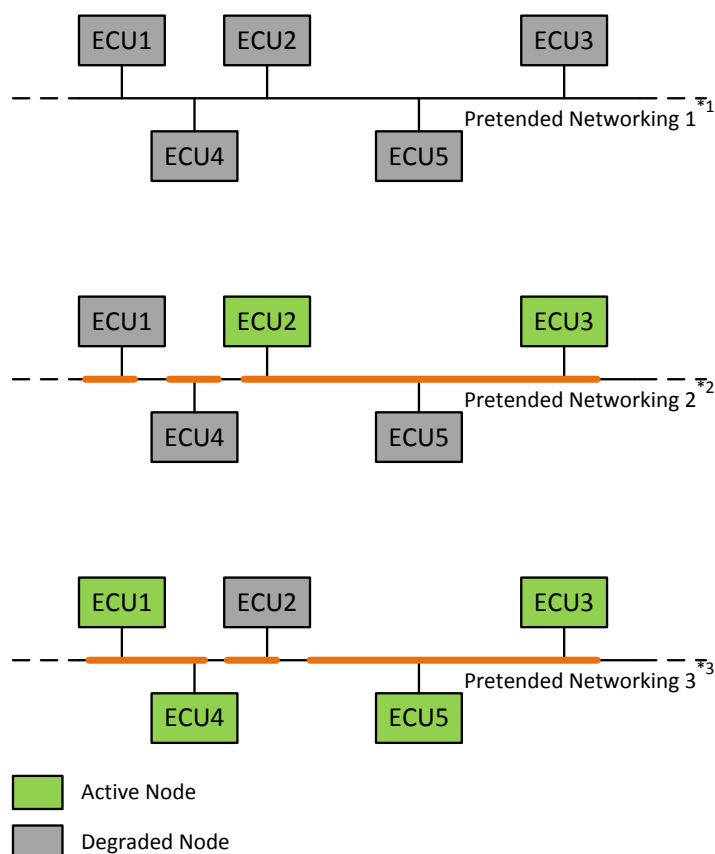 ECU1 ECU2 ECU3
Pretended Networking 1*1
ECU4 ECU5
ECU1 ECU2 ECU3
Pretended Networking 2*2
ECU4 ECU5
ECU1 ECU2 ECU3
Pretended Networking 3*3
ECU4 ECU5
Active Node
Degraded Node